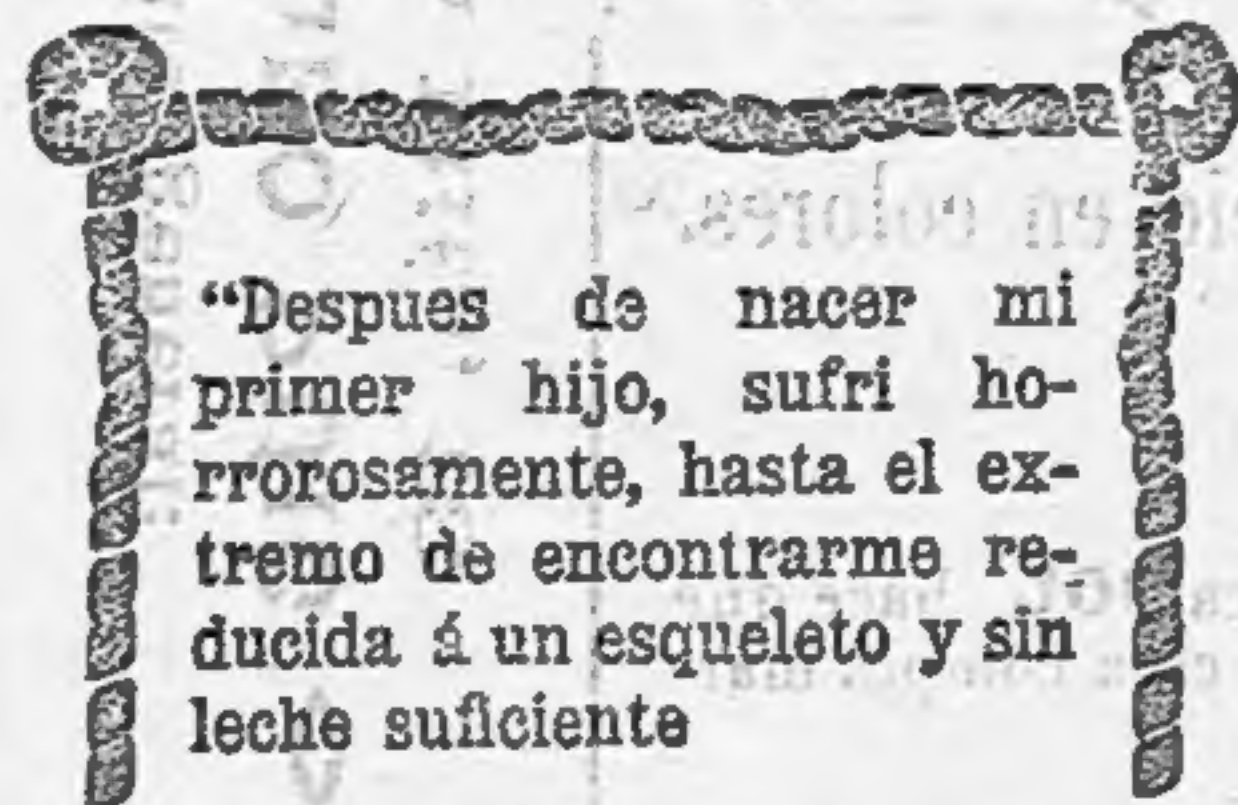 “Despues de nacer mi
primer hijo, sufri ho-
rrorosamente, hasta el ex-
tremo de encontrarme re-
ducida á un esqueleto y sin
leche suficiente